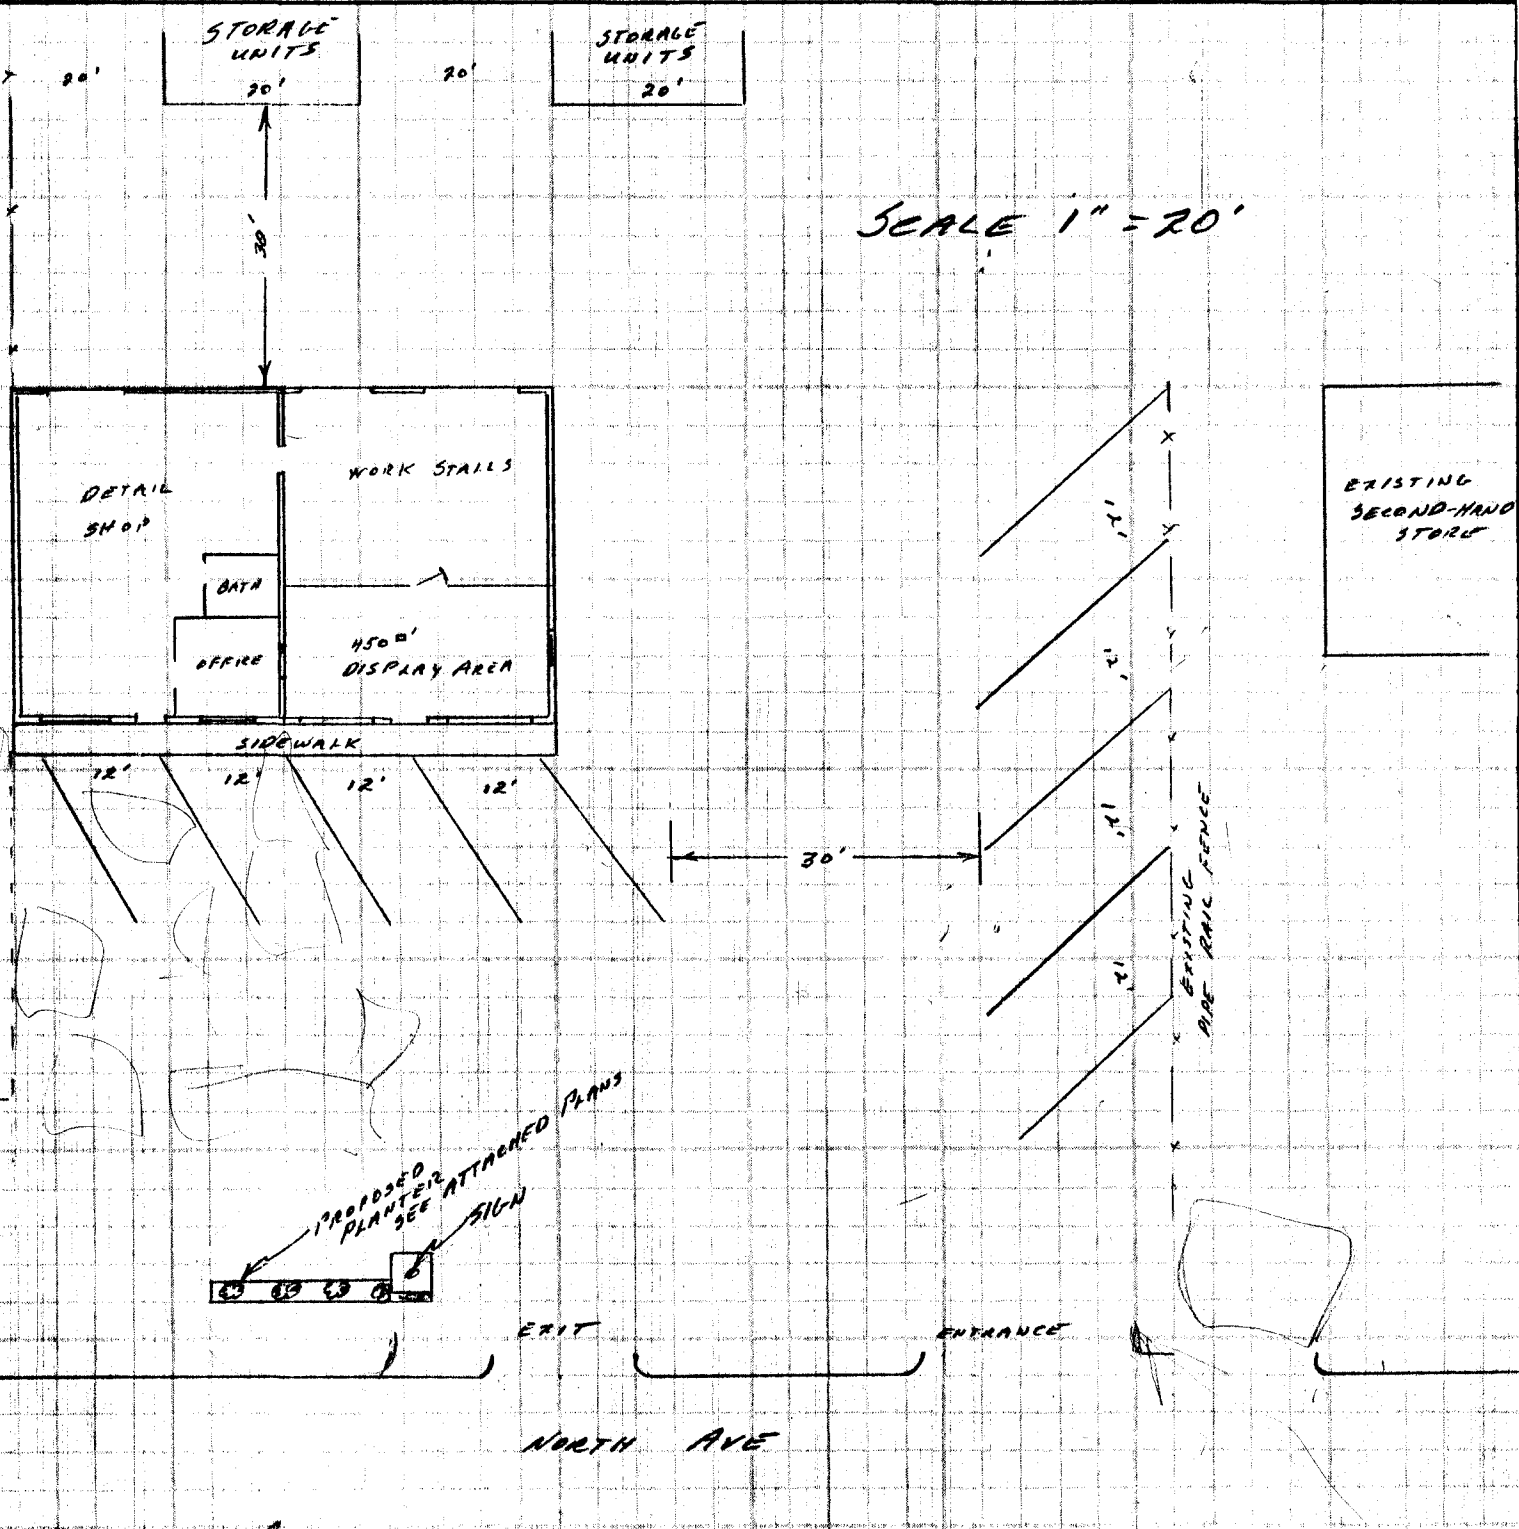 STORAGE
UNITS
20'
20'
20'
STORAGE
UNITS
20'
30'
SCALE 1" = 20'
DETAIL
SHOP
WORK STALLS
BATH
OFFICE
450 □'
DISPLAY AREA
SIDEWALK
12'
12'
12'
12'
30'
12'
12'
12'
12'
EXISTING
PIPE RAIL FENCE
EXISTING
SECOND-HAND
STORE
PROPOSED
PLANTER
SEE ATTACHED PLANS
SIGN
EXIT
ENTRANCE
NORTH AVE